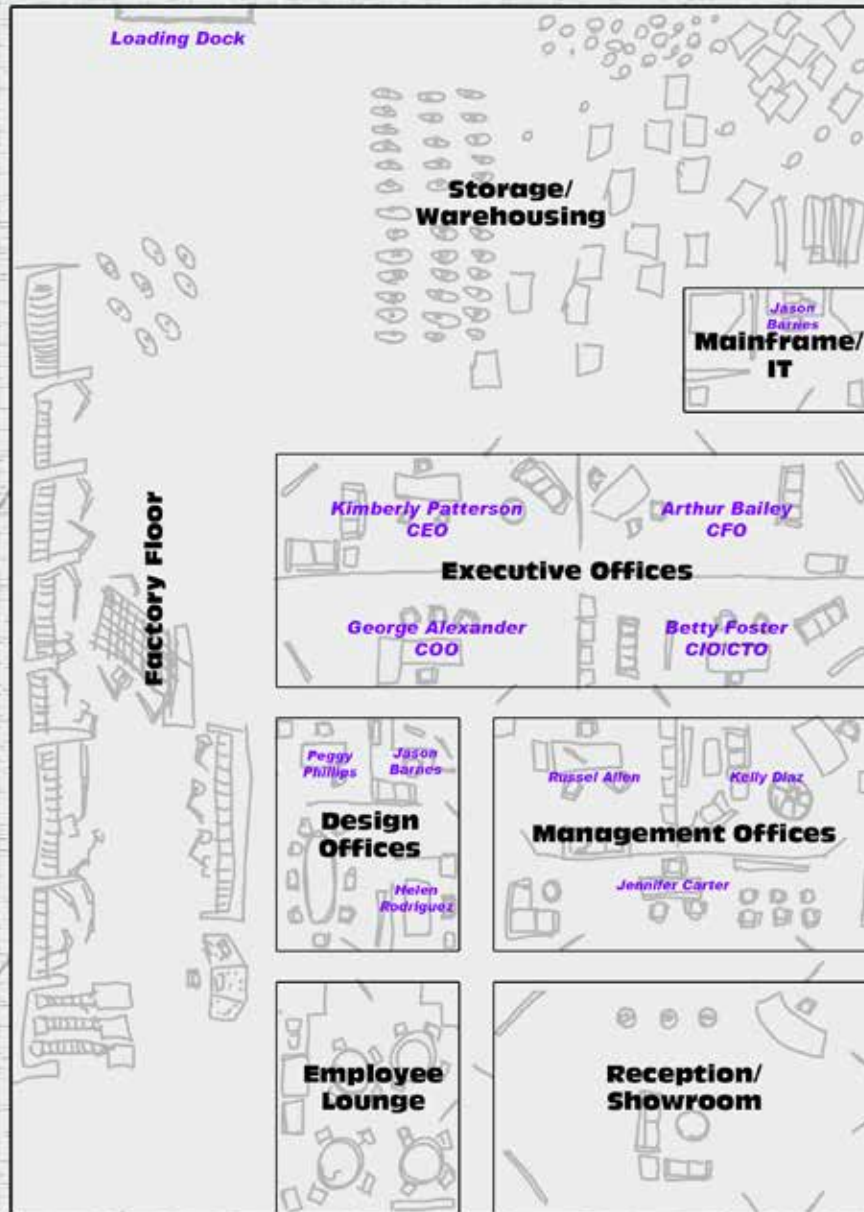 Loading Dock
Storage/
Warehousing
Jason
Barnes
Mainframe/
IT
Factory Floor
Kimberly Patterson
CEO
Arthur Bailey
CFO
Executive Offices
George Alexander
COO
Betty Foster
CIO/CTO
Peggy
Phillips
Jason
Barnes
Russel Allen
Kelly Diaz
Design
Offices
Management Offices
Helen
Rodriguez
Jennifer Carter
Employee
Lounge
Reception/
Showroom